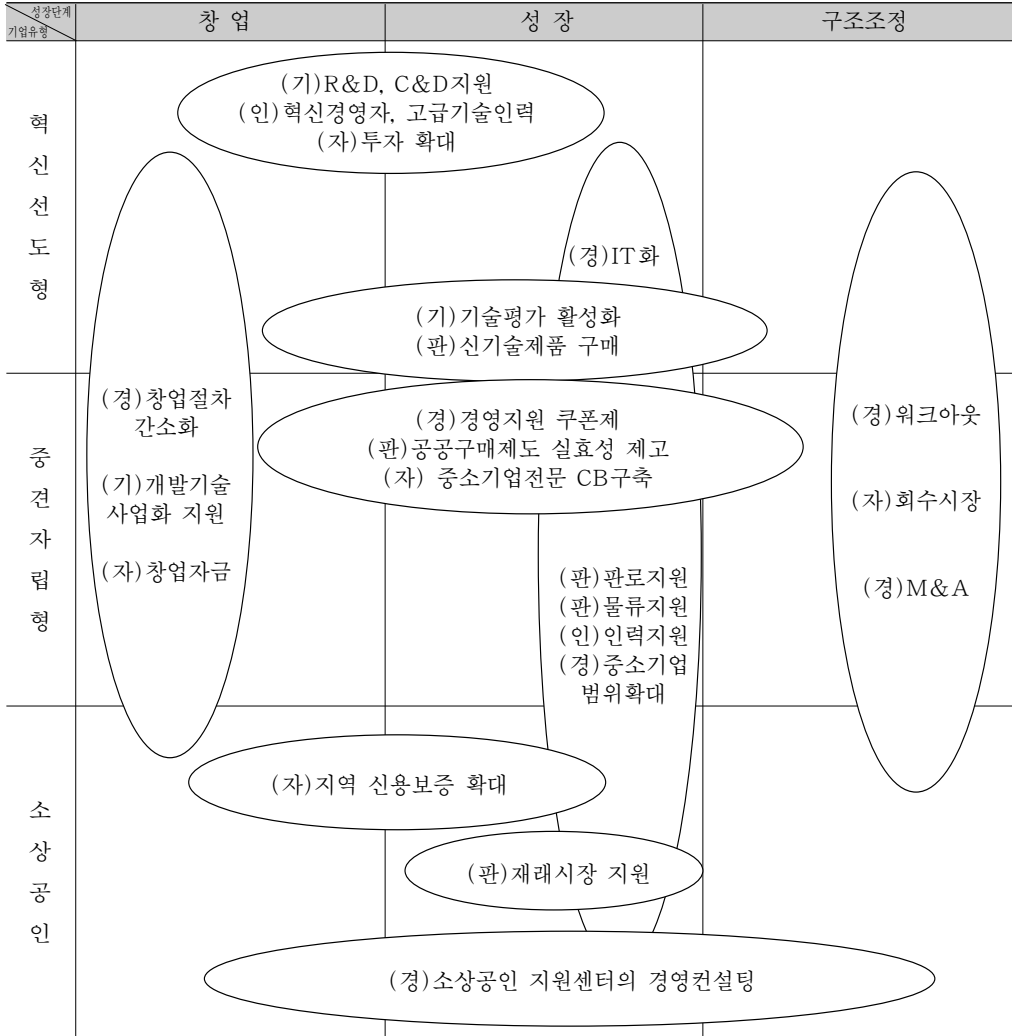 성장단계
기업유형
창 업
성 장
구조조정
혁신선도형
(기)R&D, C&D지원
(인)혁신경영자, 고급기술인력
(자)투자 확대
(경)IT화
(기)기술평가 활성화
(판)신기술제품 구매
중견자립형
(경)창업절차
간소화
(기)개발기술
사업화 지원
(자)창업자금
(경)경영지원 쿠폰제
(판)공공구매제도 실효성 제고
(자) 중소기업전문 CB구축
(판)판로지원
(판)물류지원
(인)인력지원
(경)중소기업
범위확대
(경)워크아웃
(자)회수시장
(경)M&A
소상공인
(자)지역 신용보증 확대
(판)재래시장 지원
(경)소상공인 지원센터의 경영컨설팅